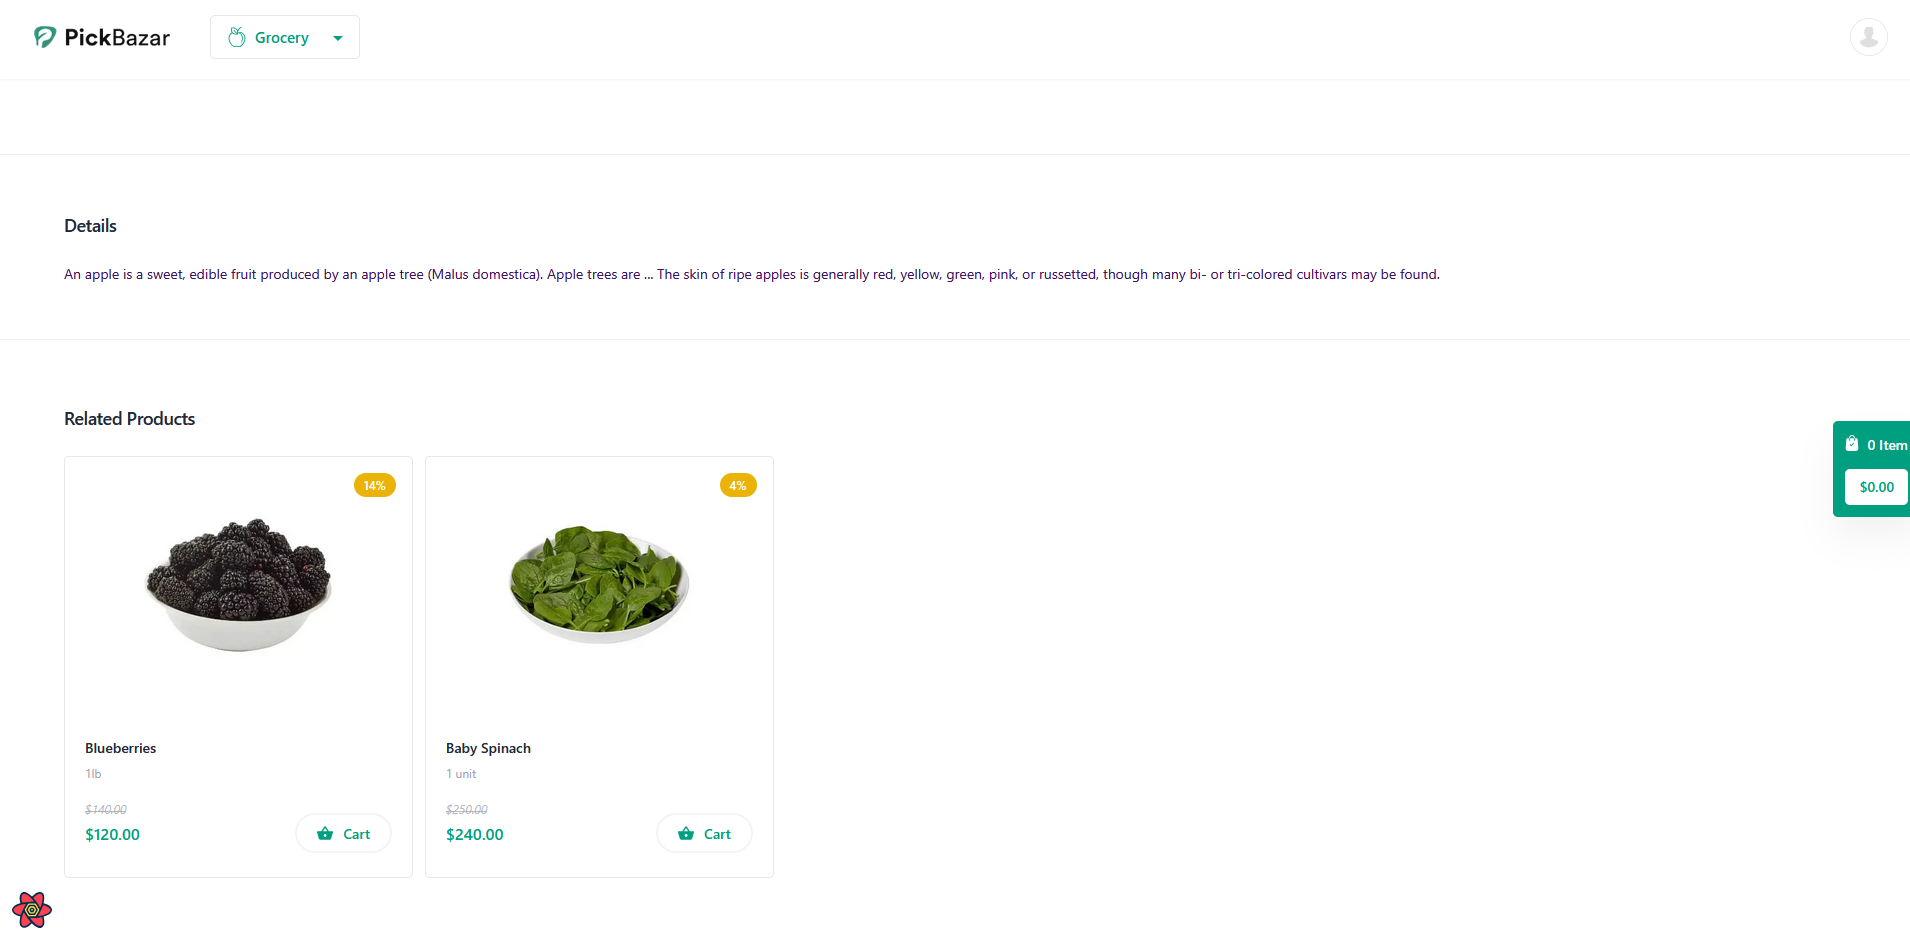 PickBazar
Grocery
Details
An apple is a sweet, edible fruit produced by an apple tree (Malus domestica). Apple trees are ... The skin of ripe apples is generally red, yellow, green, pink, or russetted, though many bi- or tri-colored cultivars may be found.
Related Products
0 Item
$0.00
14%
4%
Blueberries
1lb
$140.00
$120.00
Cart
Baby Spinach
1 unit
$250.00
$240.00
Cart